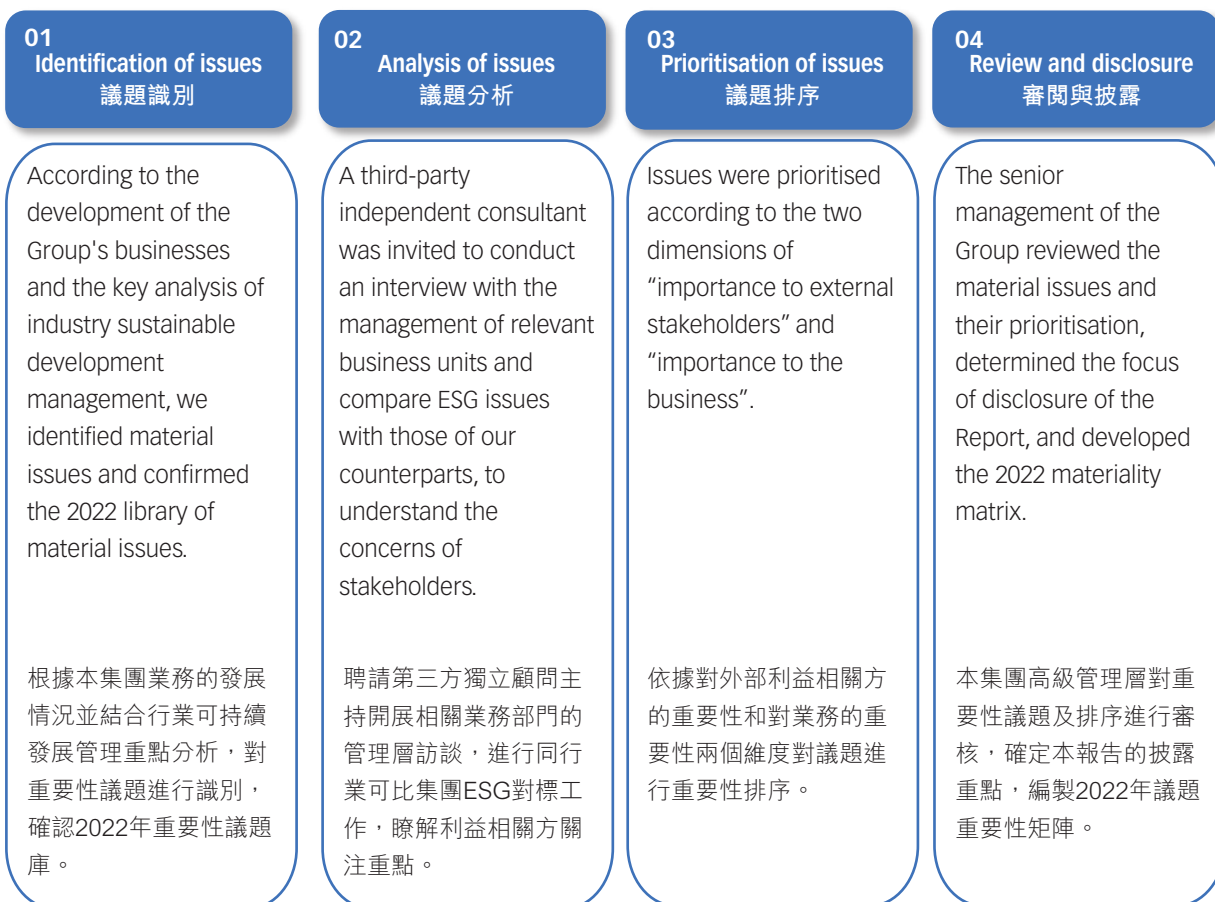 01
Identification of issues
議題識別
According to the
development of the
Group's businesses
and the key analysis of
industry sustainable
development
management, we
identified material
issues and confirmed
the 2022 library of
material issues.
根據本集團業務的發展
情況並結合行業可持續
發展管理重點分析，對
重要性議題進行識別，
確認2022年重要性議題
庫。
02
Analysis of issues
議題分析
A third-party
independent consultant
was invited to conduct
an interview with the
management of relevant
business units and
compare ESG issues
with those of our
counterparts, to
understand the
concerns of
stakeholders.
聘請第三方獨立顧問主
持開展相關業務部門的
管理層訪談，進行同行
業可比集團ESG對標工
作，瞭解利益相關方關
注重點。
03
Prioritisation of issues
議題排序
Issues were prioritised
according to the two
dimensions of
“importance to external
stakeholders” and
“importance to the
business”.
依據對外部利益相關方
的重要性和對業務的重
要性兩個維度對議題進
行重要性排序。
04
Review and disclosure
審閱與披露
The senior
management of the
Group reviewed the
material issues and
their prioritisation,
determined the focus
of disclosure of the
Report, and developed
the 2022 materiality
matrix.
本集團高級管理層對重
要性議題及排序進行審
核，確定本報告的披露
重點，編製2022年議題
重要性矩陣。